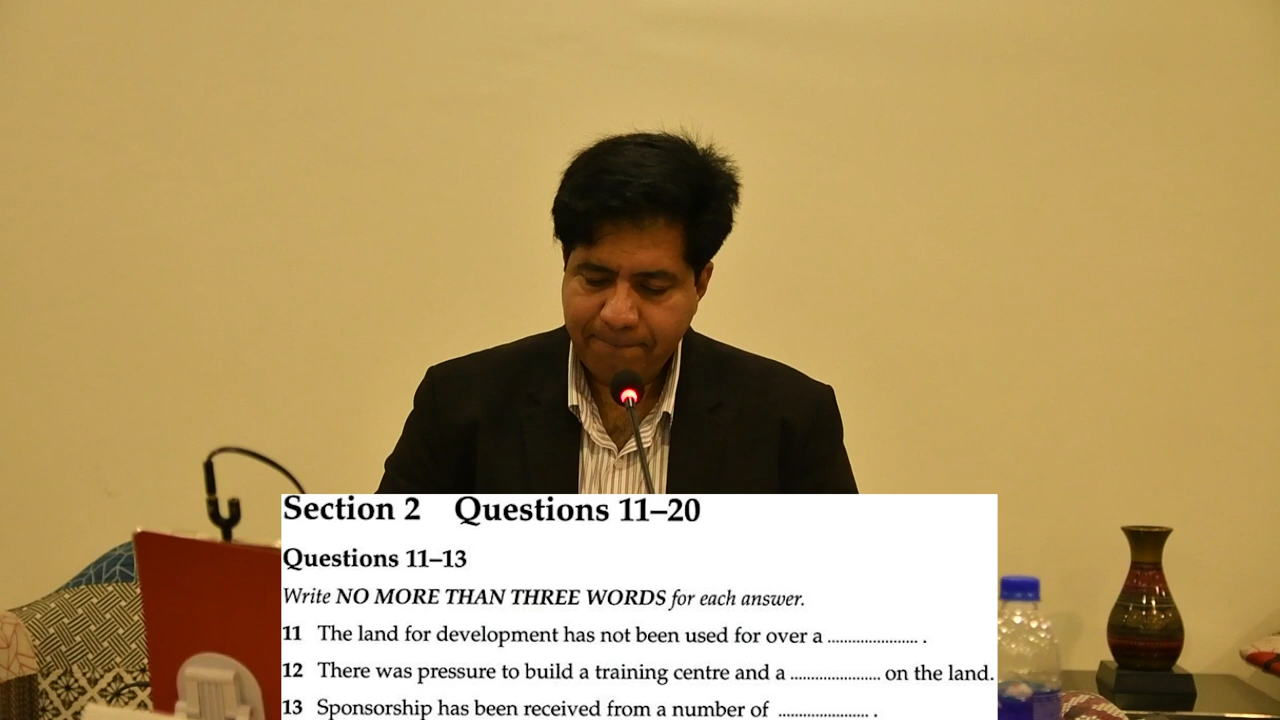 Section 2 Questions 11–20
Questions 11–13
Write NO MORE THAN THREE WORDS for each answer.
11 The land for development has not been used for over a ...................... .
12 There was pressure to build a training centre and a ...................... on the land.
13 Sponsorship has been received from a number of ...................... .